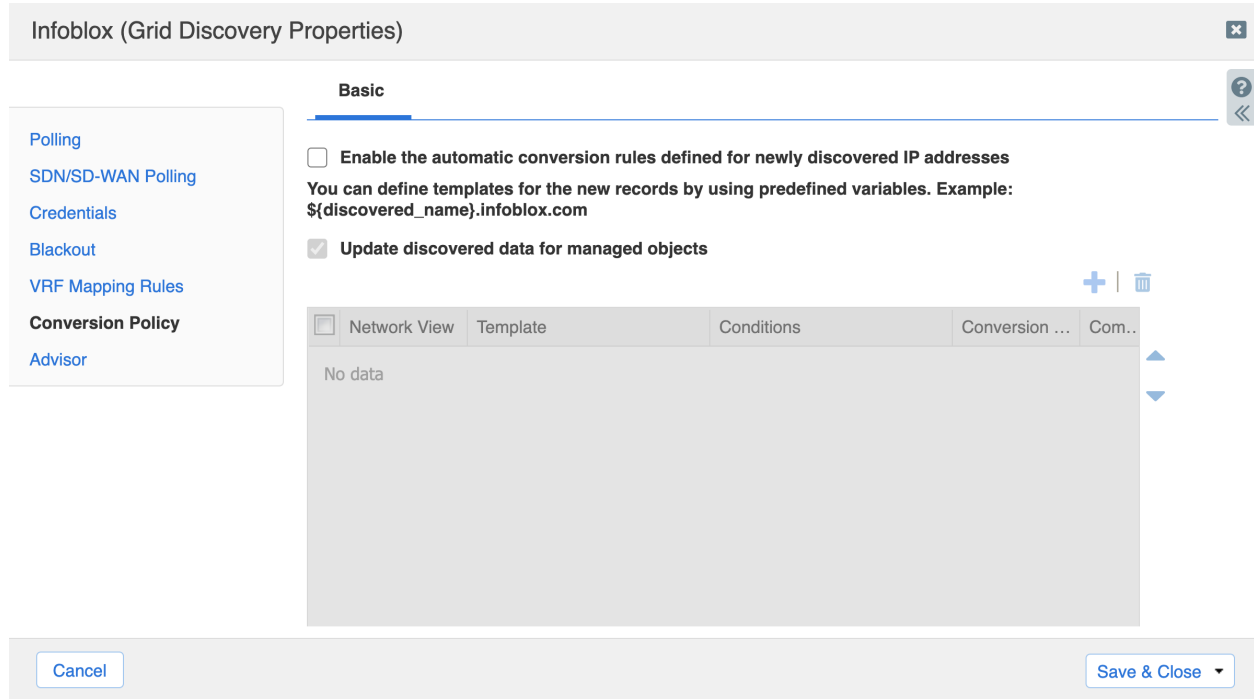 Infoblox (Grid Discovery Properties)
Basic
Polling
SDN/SD-WAN Polling
Credentials
Blackout
VRF Mapping Rules
Conversion Policy
Advisor
Enable the automatic conversion rules defined for newly discovered IP addresses
You can define templates for the new records by using predefined variables. Example:
${discovered_name}.infoblox.com
Update discovered data for managed objects
Network View Template Conditions Conversion ... Com..
No data
Cancel Save & Close